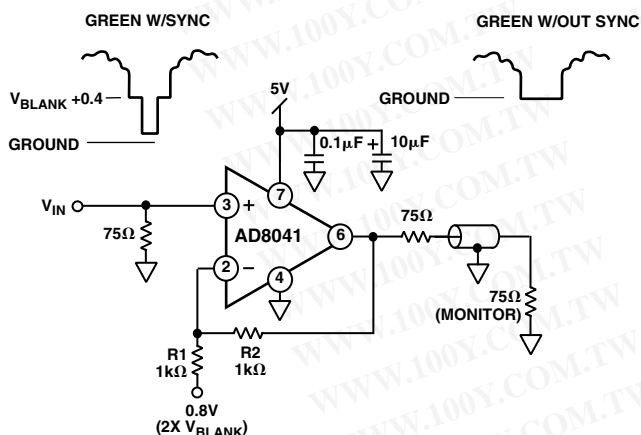 GREEN W/SYNC
GREEN W/OUT SYNC
V_BLANK +0.4
GROUND
GROUND
5V
0.1µF
+
10µF
V_IN
75Ω
3
+
7
AD8041
6
2
−
4
75Ω
75Ω
(MONITOR)
R1
1kΩ
R2
1kΩ
0.8V
(2X V_BLANK)
WWW.100Y.COM.TW